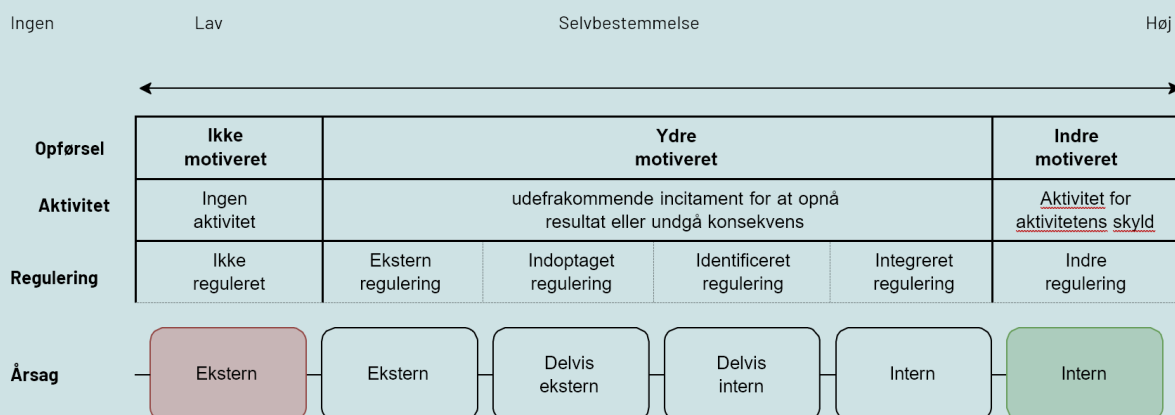 Ingen Lav Selvbestemmelse Høj
Opførsel
Ikke
motiveret
Ydre
motiveret
Indre
motiveret
Aktivitet
Ingen
aktivitet
udefrakommende incitament for at opnå
resultat eller undgå konsekvens
Aktivitet for
aktivitetens skyld
Regulering
Ikke
reguleret
Ekstern
regulering
Indoptaget
regulering
Identificeret
regulering
Integreret
regulering
Indre
regulering
Årsag
Ekstern
Ekstern
Delvis
ekstern
Delvis
intern
Intern
Intern